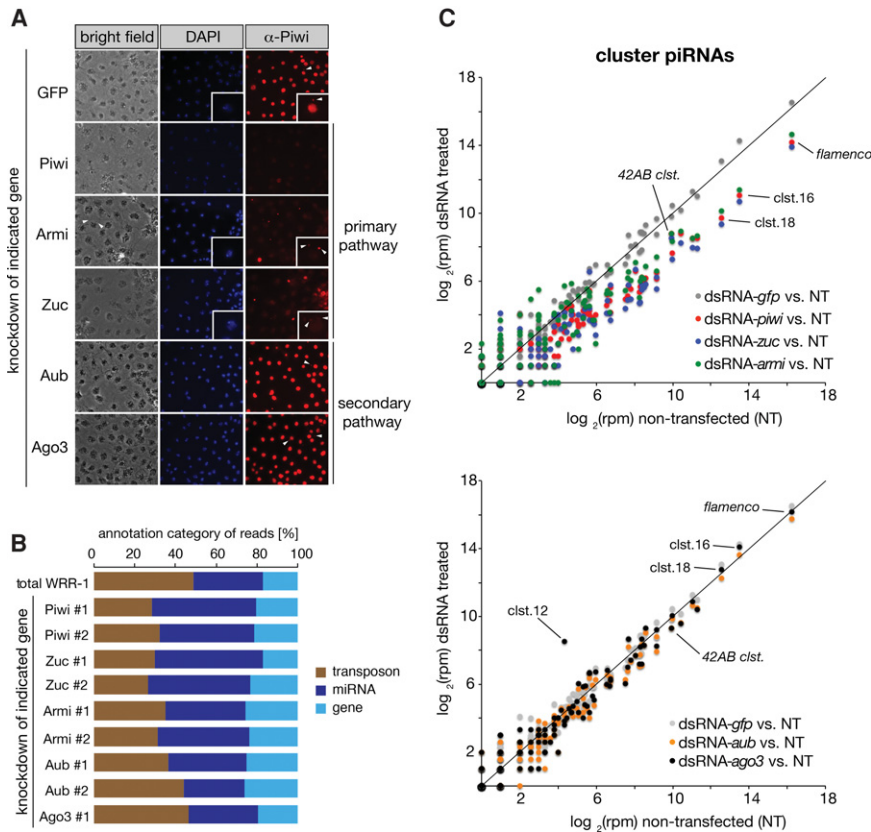 A
bright field
DAPI
α-Piwi
knockdown of indicated gene
GFP
Piwi
Armi
Zuc
Aub
Ago3
primary
pathway
secondary
pathway
B
annotation category of reads [%]
0 20 40 60 80 100
total WRR-1
knockdown of indicated gene
Piwi #1
Piwi #2
Zuc #1
Zuc #2
Armi #1
Armi #2
Aub #1
Aub #2
Ago3 #1
transposon
miRNA
gene
C
cluster piRNAs
log 2(rpm) dsRNA treated
18
14
10
6
2
42AB clst.
flamenco
clst.16
clst.18
dsRNA-gfp vs. NT
dsRNA-piwi vs. NT
dsRNA-zuc vs. NT
dsRNA-armi vs. NT
2 6 10 14 18
log 2(rpm) non-transfected (NT)
log 2(rpm) dsRNA treated
18
14
10
6
2
flamenco
clst.16
clst.18
clst.12
42AB clst.
dsRNA-gfp vs. NT
dsRNA-aub vs. NT
dsRNA-ago3 vs. NT
2 6 10 14 18
log 2(rpm) non-transfected (NT)